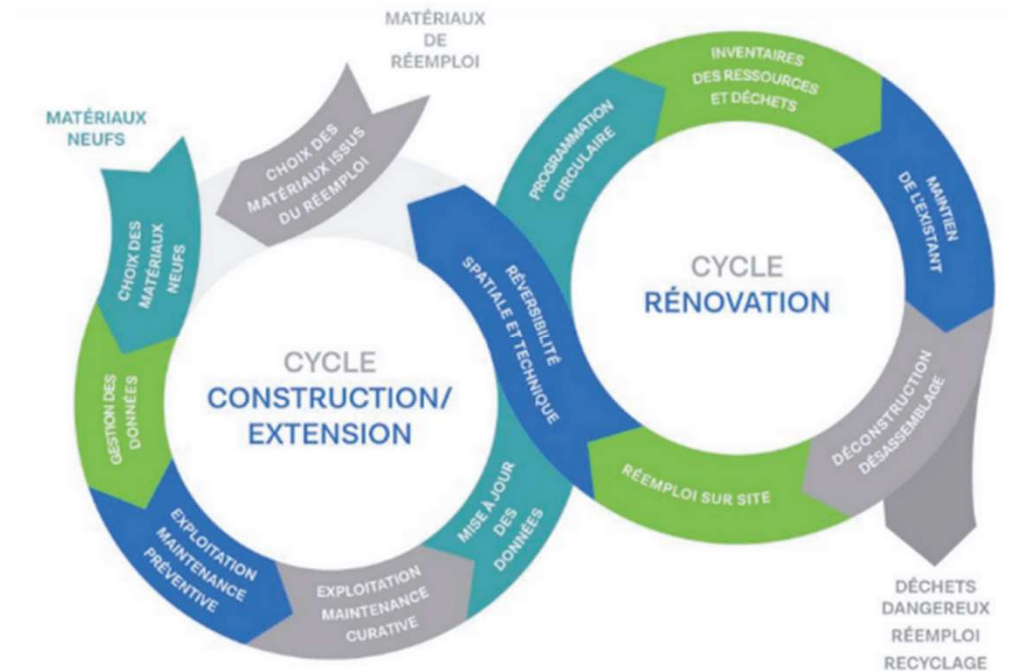 MATÉRIAUX
DE
RÉEMPLOI
MATÉRIAUX
NEUFS
CHOIX DES
MATÉRIAUX ISSUS
DU RÉEMPLOI
CHOIX DES
MATÉRIAUX
NEUFS
GESTION DES
DONNÉES
EXPLOITATION
MAINTENANCE
PRÉVENTIVE
EXPLOITATION
MAINTENANCE
CURATIVE
MISE À JOUR
DES
DONNÉES
CYCLE
CONSTRUCTION/
EXTENSION
PROGRAMMATION
CIRCULAIRE
INVENTAIRES
DES RESSOURCES
ET DÉCHETS
MAINTIEN
DE L'EXISTANT
DÉCONSTRUCTION
DÉSASSEMBLAGE
RÉEMPLOI SUR SITE
RÉVERSIBILITÉ
SPATIALE ET TECHNIQUE
CYCLE
RÉNOVATION
DÉCHETS
DANGEREUX
RÉEMPLOI
RECYCLAGE